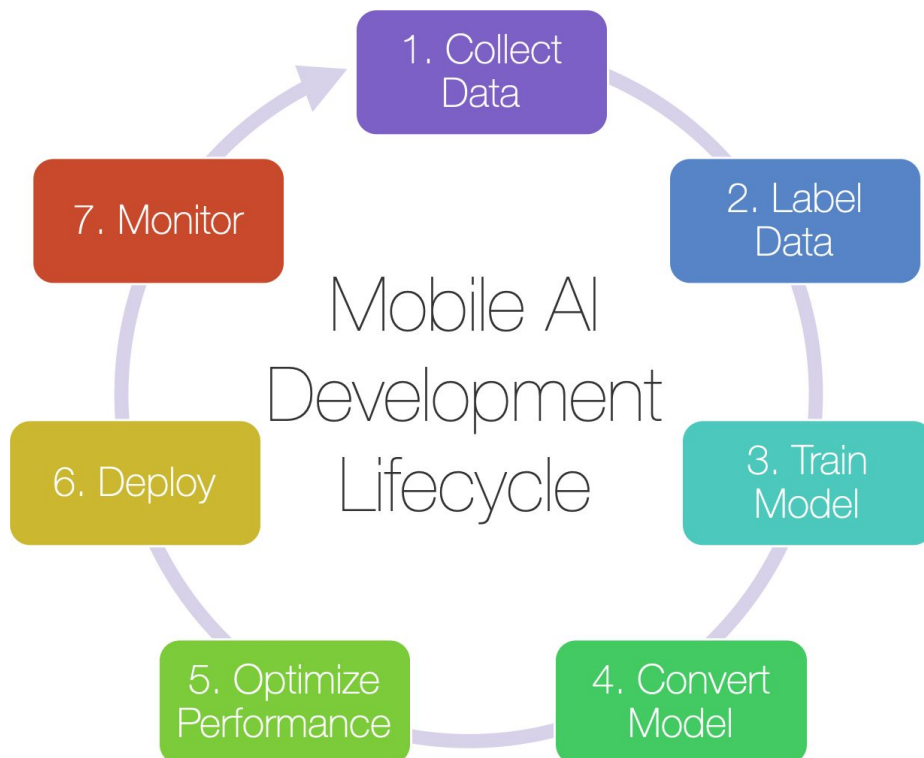 1. Collect
Data
2. Label
Data
3. Train
Model
4. Convert
Model
5. Optimize
Performance
6. Deploy
7. Monitor
Mobile AI
Development
Lifecycle